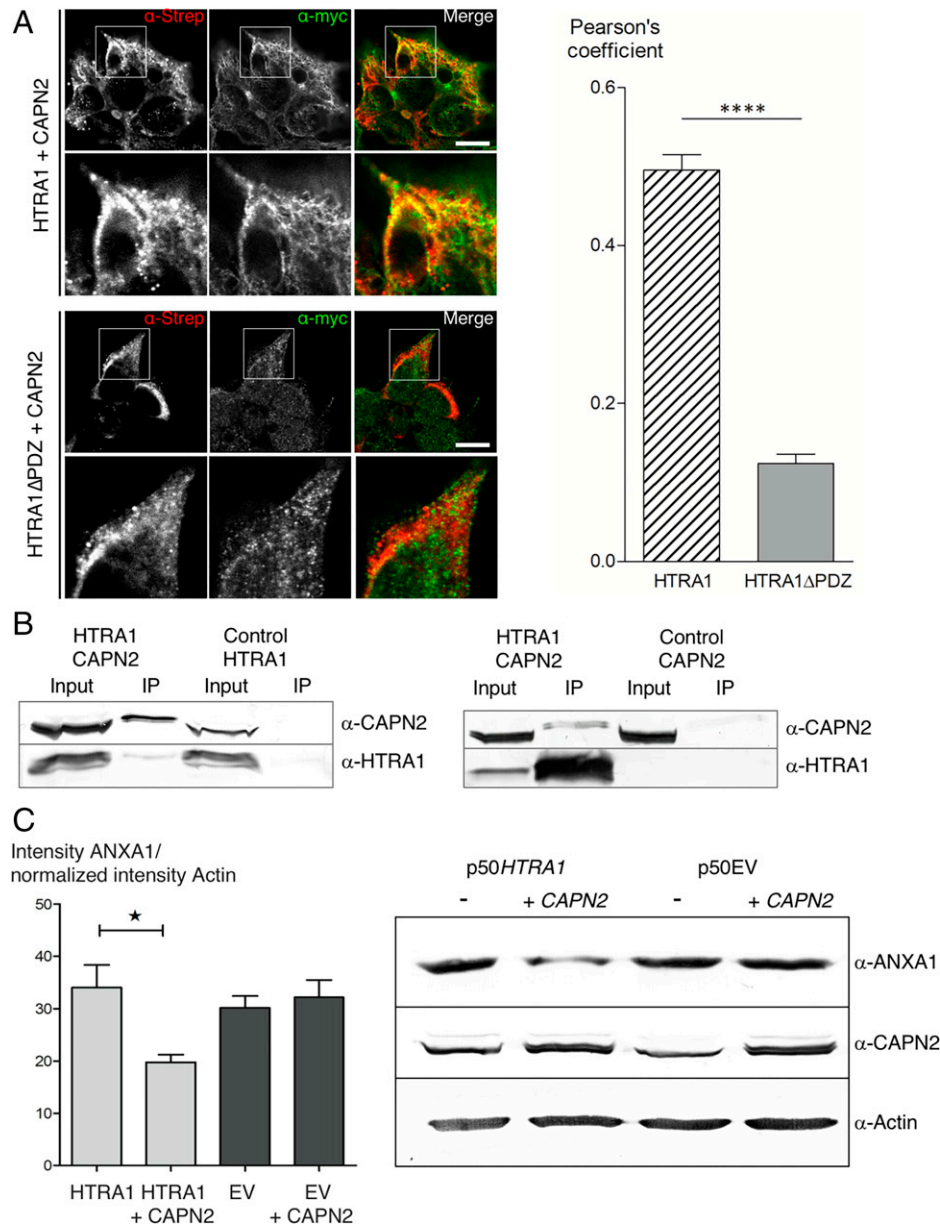 A
α-Strep
α-myc
Merge
HTRA1 + CAPN2
α-Strep
α-myc
Merge
HTRA1ΔPDZ + CAPN2
Pearson's
coefficient
0.6
****
0.4
0.2
0.0
HTRA1
HTRA1ΔPDZ
B
HTRA1
CAPN2
Control
HTRA1
Input
IP
Input
IP
α-CAPN2
α-HTRA1
HTRA1
CAPN2
Control
CAPN2
Input
IP
Input
IP
α-CAPN2
α-HTRA1
C
Intensity ANXA1/
normalized intensity Actin
50
40
30
20
10
0
★
HTRA1
HTRA1
+ CAPN2
EV
EV
+ CAPN2
p50HTRA1
p50EV
-
+ CAPN2
-
+ CAPN2
α-ANXA1
α-CAPN2
α-Actin